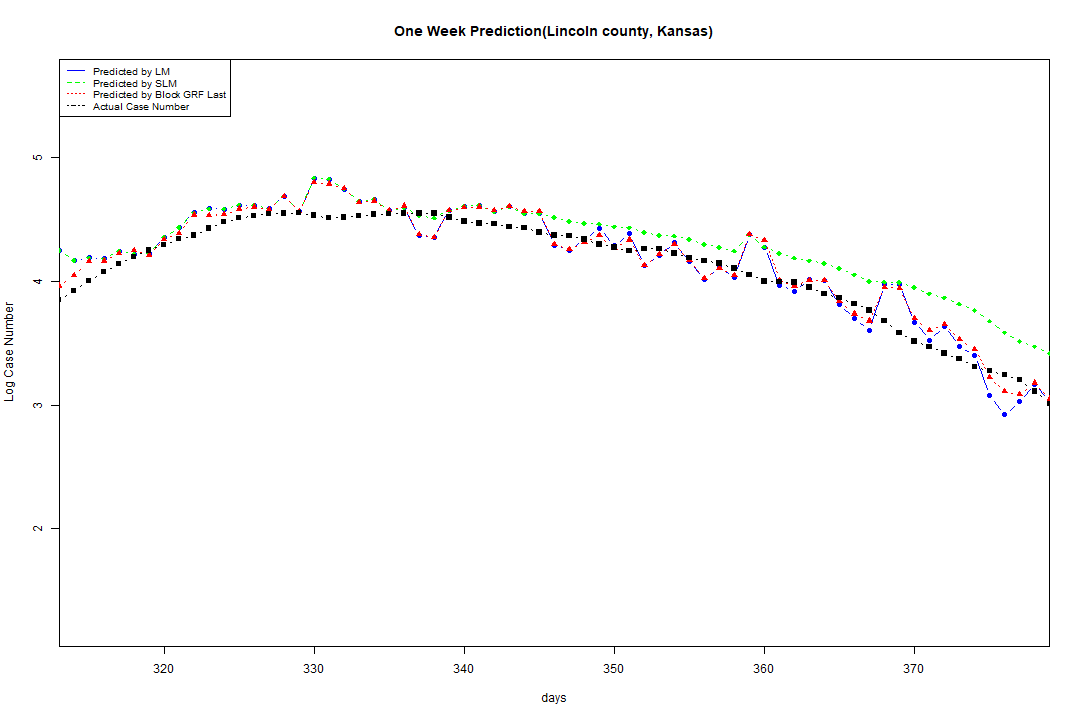 One Week Prediction(Lincoln county, Kansas)
Predicted by LM
Predicted by SLM
Predicted by Block GRF Last
Actual Case Number
5
4
3
2
Log Case Number
320 330 340 350 360 370
days